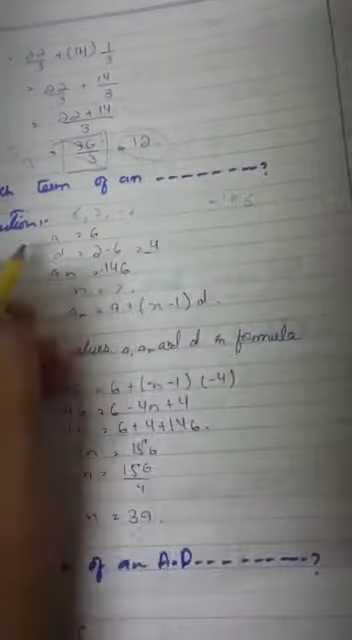 = 22/3 + (14) 1/3
= 22/3 + 14/3
= 22+14/3
= 36/3 = 12
term of an --------?
6, 2, -
a = 6
d = 2-6 = -4
an = -146
n = ?
an = a + (n-1) d.
a, an and d in formula
= 6 + (n-1) (-4)
= 6 - 4n + 4
= 6 + 4 + 146.
n = 156
n = 156/4
n = 39.
of an A.P ---------?